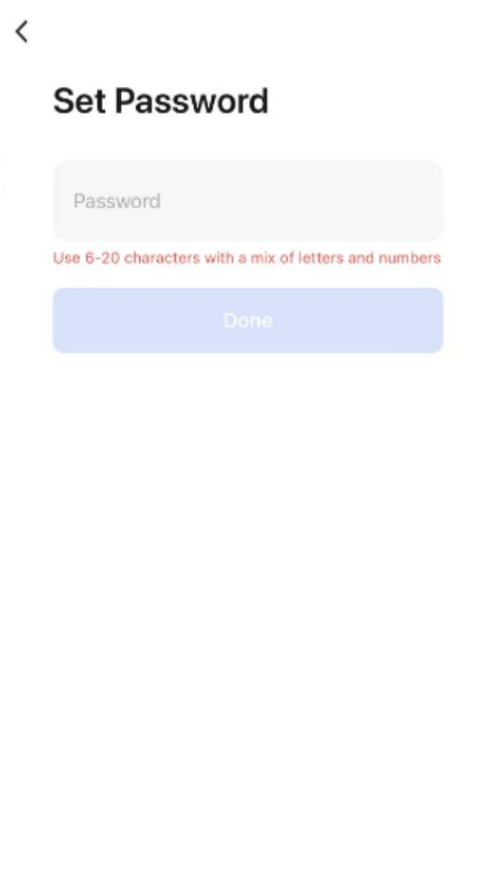 Set Password
Password
Use 6-20 characters with a mix of letters and numbers
Done